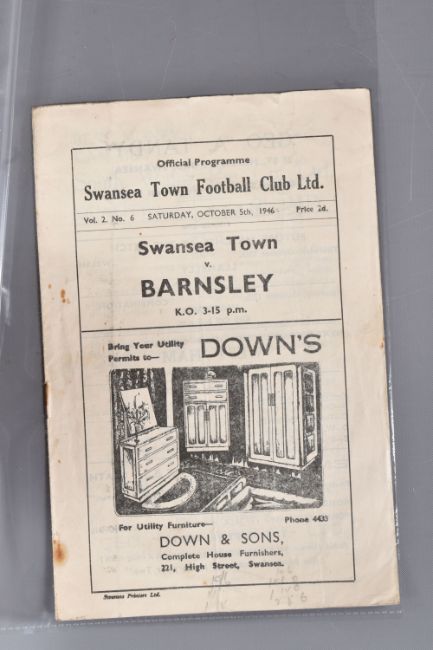 Official Programme
Swansea Town Football Club Ltd.
Vol. 2. No. 6 SATURDAY, OCTOBER 5th, 1946 Price 2d.
Swansea Town
v.
BARNSLEY
K.O. 3-15 p.m.
Bring Your Utility
Permits to— DOWN'S
For Utility Furniture— Phone 4433
DOWN & SONS,
Complete House Furnishers,
221, High Street, Swansea.
Swansea Printers Ltd.